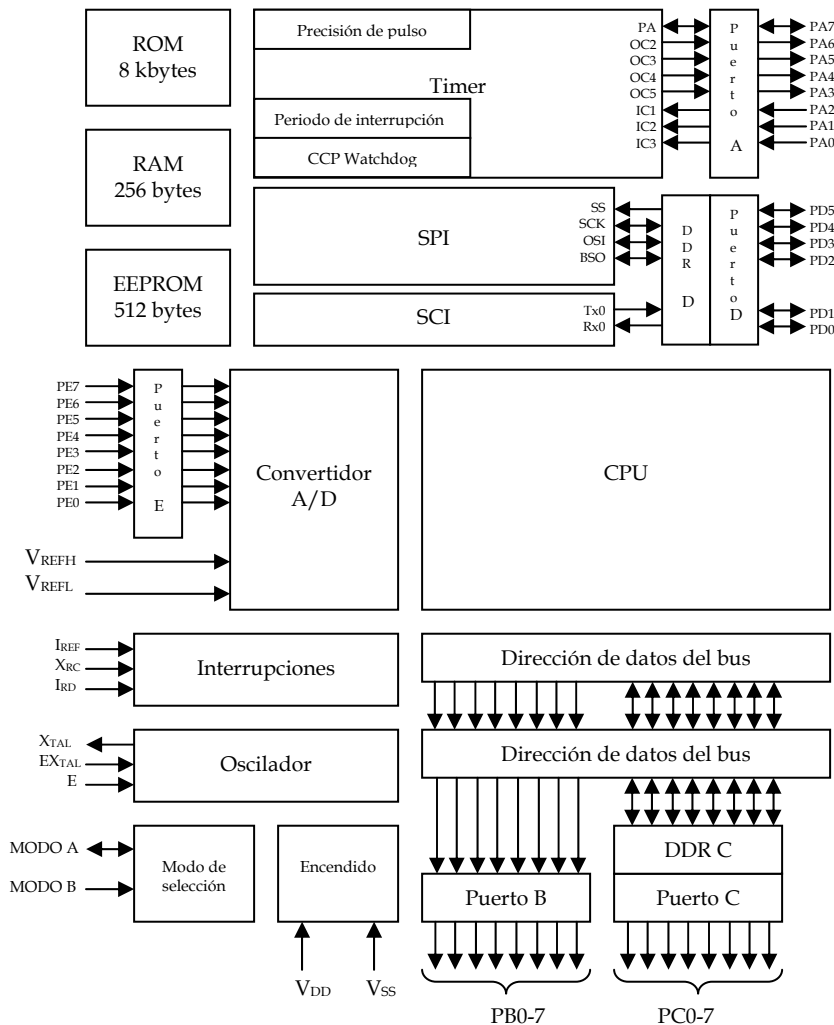 ROM
8 kbytes
RAM
256 bytes
EEPROM
512 bytes
Precisión de pulso
Timer
Periodo de interrupción
CCP Watchdog
PA
OC2
OC3
OC4
OC5
IC1
IC2
IC3
Puerto A
PA7
PA6
PA5
PA4
PA3
PA2
PA1
PA0
SPI
SS
SCK
OSI
BSO
SCI
Tx0
Rx0
DDR D
Puerto D
PD5
PD4
PD3
PD2
PD1
PD0
PE7
PE6
PE5
PE4
PE3
PE2
PE1
PE0
Puerto E
VREFH
VREFL
Convertidor
A/D
CPU
IREF
XRC
IRD
Interrupciones
Dirección de datos del bus
XTAL
EXTAL
E
Oscilador
Dirección de datos del bus
MODO A
MODO B
Modo de
selección
Encendido
VDD
VSS
DDR C
Puerto B
Puerto C
PB0-7
PC0-7